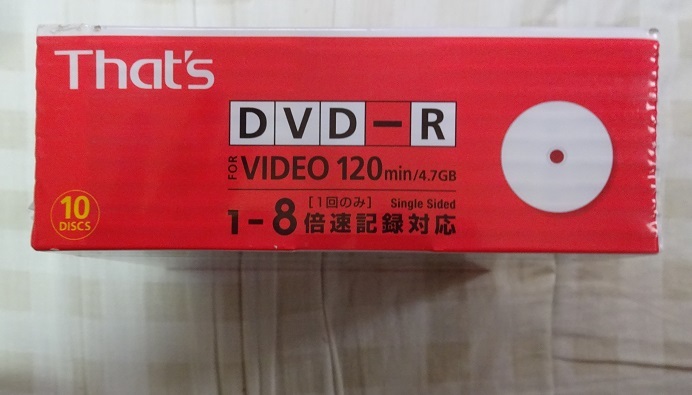 That's
DVD-R
FOR VIDEO 120min/4.7GB
[1回のみ] Single Sided
1-8倍速記録対応
10
DISCS